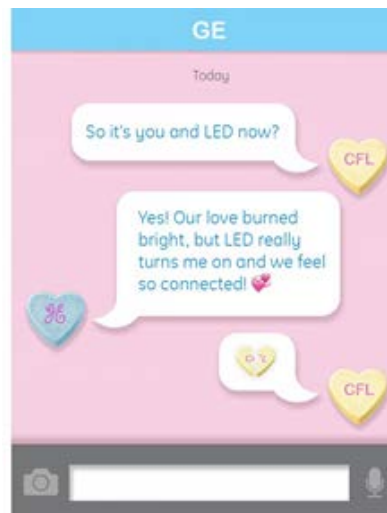 GE
Today
So it's you and LED now?
CFL
Yes! Our love burned
bright, but LED really
turns me on and we feel
so connected!
GE
CFL